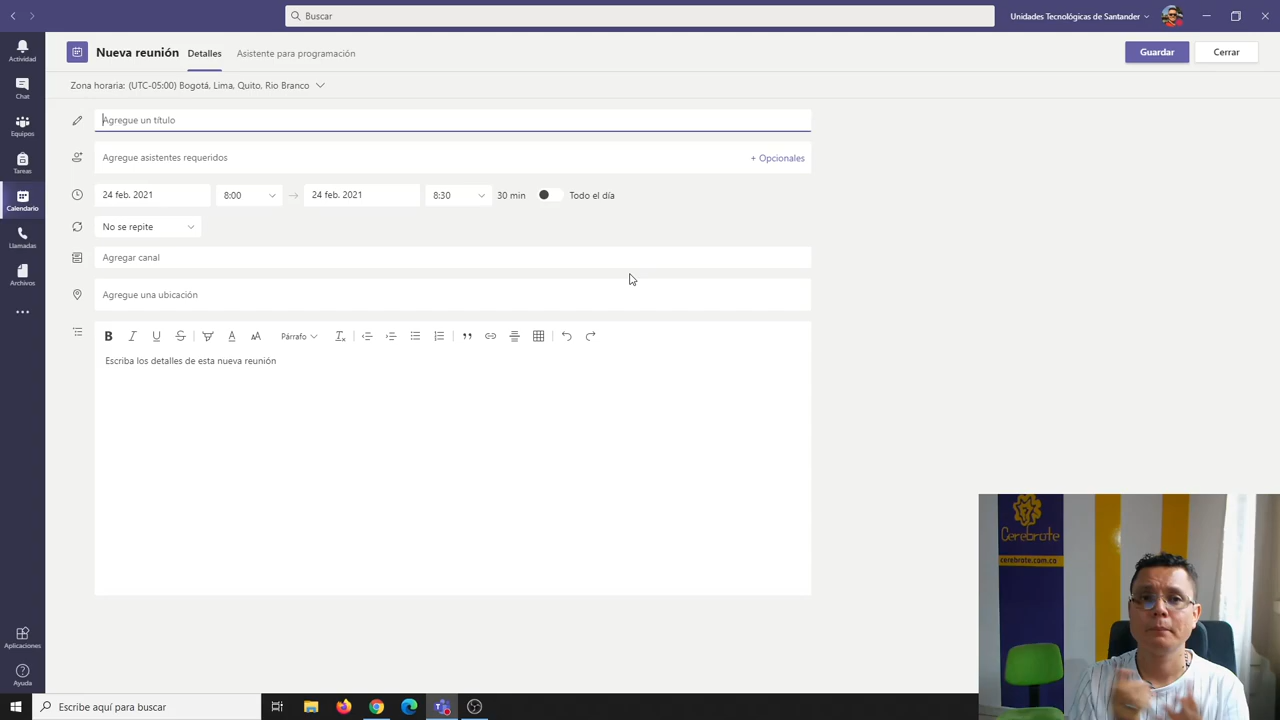 Buscar
Unidades Tecnológicas de Santander
Actividad
Chat
Equipos
Tareas
Calendario
Llamadas
Archivos
Aplicaciones
Ayuda
Nueva reunión
Detalles
Asistente para programación
Guardar
Cerrar
Zona horaria: (UTC-05:00) Bogotá, Lima, Quito, Rio Branco
Agregue un título
Agregue asistentes requeridos
+ Opcionales
24 feb. 2021 8:00 → 24 feb. 2021 8:30 30 min Todo el día
No se repite
Agregar canal
Agregue una ubicación
B I U S A AA Párrafo
Escriba los detalles de esta nueva reunión
Cerebrote
cerebrote.com.co
Escribe aquí para buscar